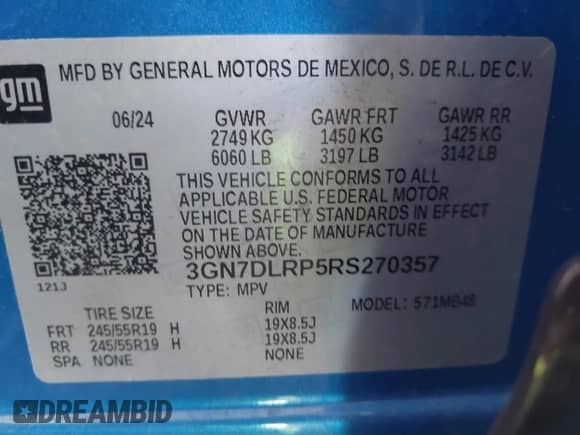 gm
MFD BY GENERAL MOTORS DE MEXICO, S. DE R.L. DE C.V.
06/24 GVWR GAWR FRT GAWR RR
2749 KG 1450 KG 1425 KG
6060 LB 3197 LB 3142 LB
THIS VEHICLE CONFORMS TO ALL
APPLICABLE U.S. FEDERAL MOTOR
VEHICLE SAFETY STANDARDS IN EFFECT
ON THE DATE OF MANUFACTURE
SHOWN ABOVE.
3GN7DLRP5RS270357
121J TYPE: MPV MODEL: 571MB48
TIRE SIZE RIM
FRT 245/55R19 H 19X8.5J
RR 245/55R19 H 19X8.5J
SPA NONE NONE
DREAMBID